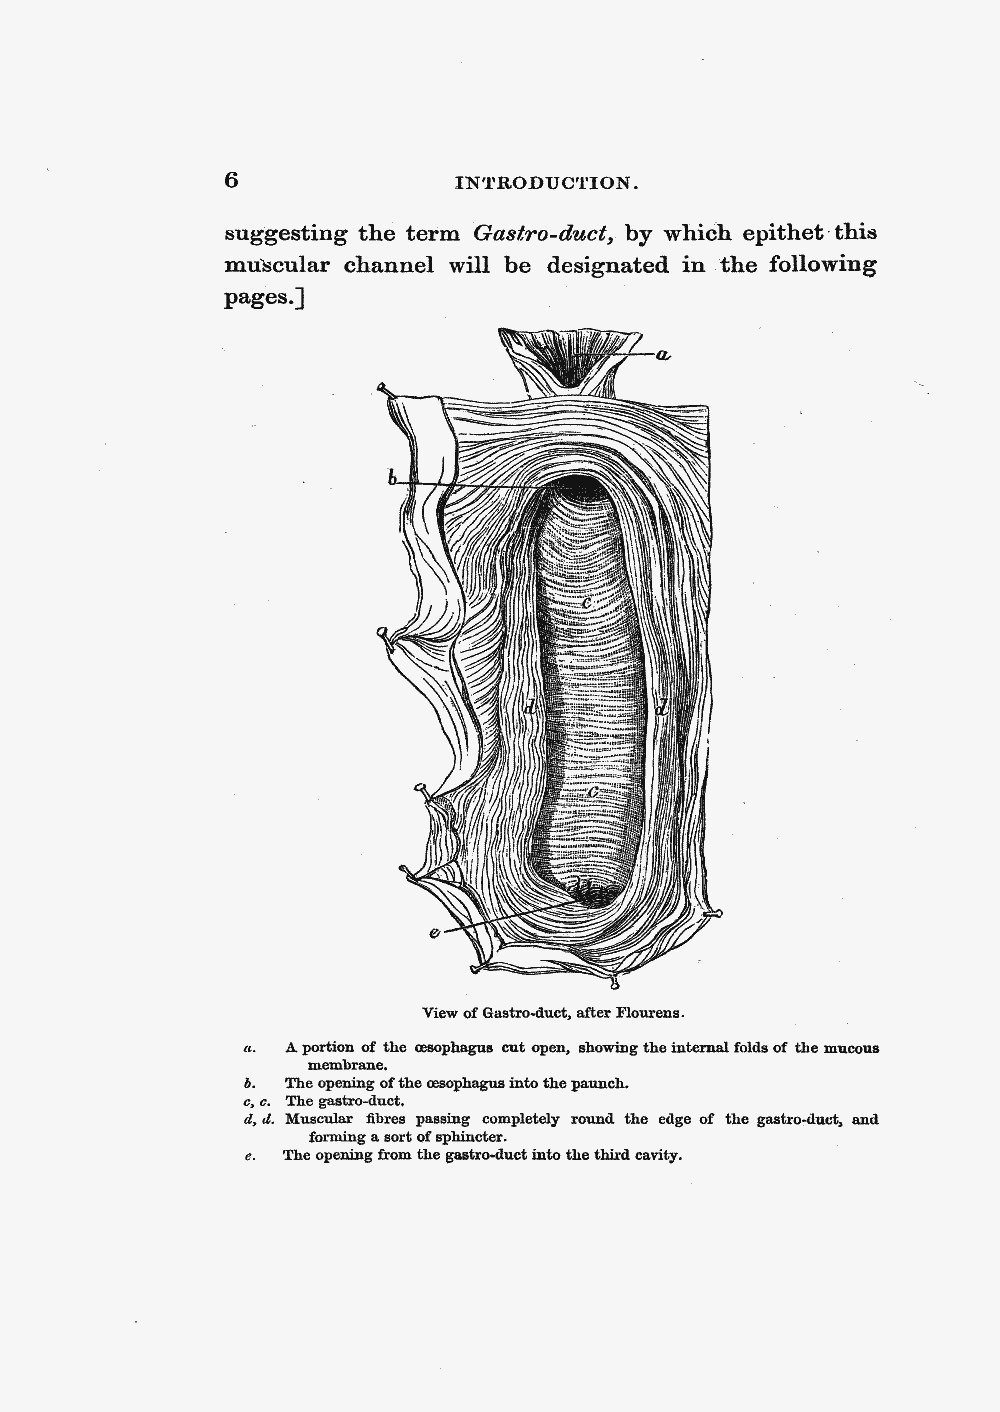 6 INTRODUCTION.
suggesting the term Gastro-duct, by which epithet this
muscular channel will be designated in the following
pages.]
a
b
c
d d
c
e
View of Gastro-duct, after Flourens.
a. A portion of the œsophagus cut open, showing the internal folds of the mucous
membrane.
b. The opening of the œsophagus into the paunch.
c, c. The gastro-duct.
d, d. Muscular fibres passing completely round the edge of the gastro-duct, and
forming a sort of sphincter.
e. The opening from the gastro-duct into the third cavity.